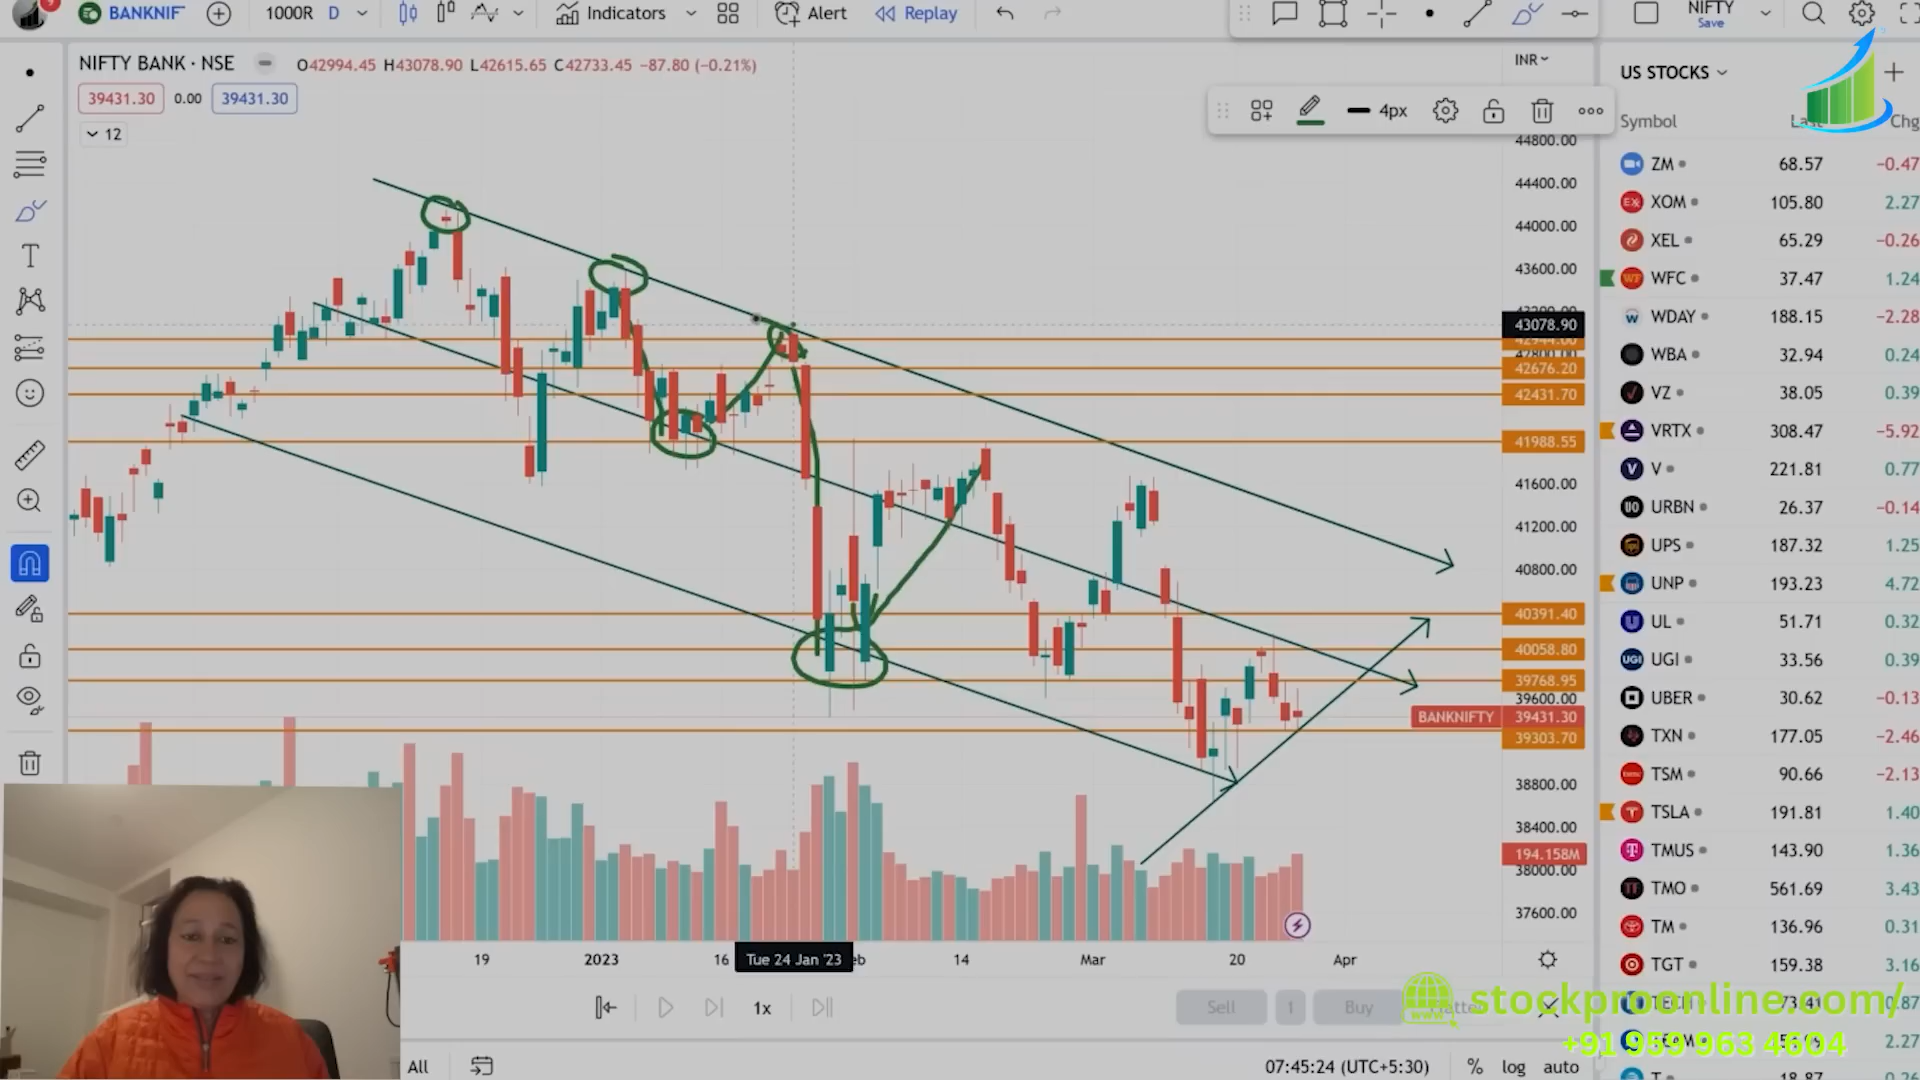 9 BANKNIF 1000R D Indicators Alert Replay NIFTY Save
NIFTY BANK · NSE O42994.45 H43078.90 L42615.65 C42733.45 −87.80 (−0.21%)
39431.30 0.00 39431.30
12
4px
INR
44800.00
44400.00
44000.00
43600.00
43078.90
42676.20
42431.70
41988.55
41600.00
41200.00
40800.00
40391.40
40058.80
39768.95
39600.00
BANKNIFTY 39431.30
39303.70
38800.00
38400.00
194.158M
38000.00
37600.00
19 2023 16 Tue 24 Jan '23 eb 14 Mar 20 Apr
1x Sell 1 Buy
All 07:45:24 (UTC+5:30) % log auto
US STOCKS
Symbol Chg
ZM 68.57 −0.47
XOM 105.80 2.27
XEL 65.29 −0.26
WFC 37.47 1.24
WDAY 188.15 −2.28
WBA 32.94 0.24
VZ 38.05 0.39
VRTX 308.47 −5.92
V 221.81 0.77
URBN 26.37 −0.14
UPS 187.32 1.25
UNP 193.23 4.72
UL 51.71 0.32
UGI 33.56 0.39
UBER 30.62 −0.13
TXN 177.05 −2.46
TSM 90.66 −2.13
TSLA 191.81 1.40
TMUS 143.90 1.36
TMO 561.69 3.43
TM 136.96 0.31
TGT 159.38 3.16
stockproonline.com/
+91 959 963 4604
2.27